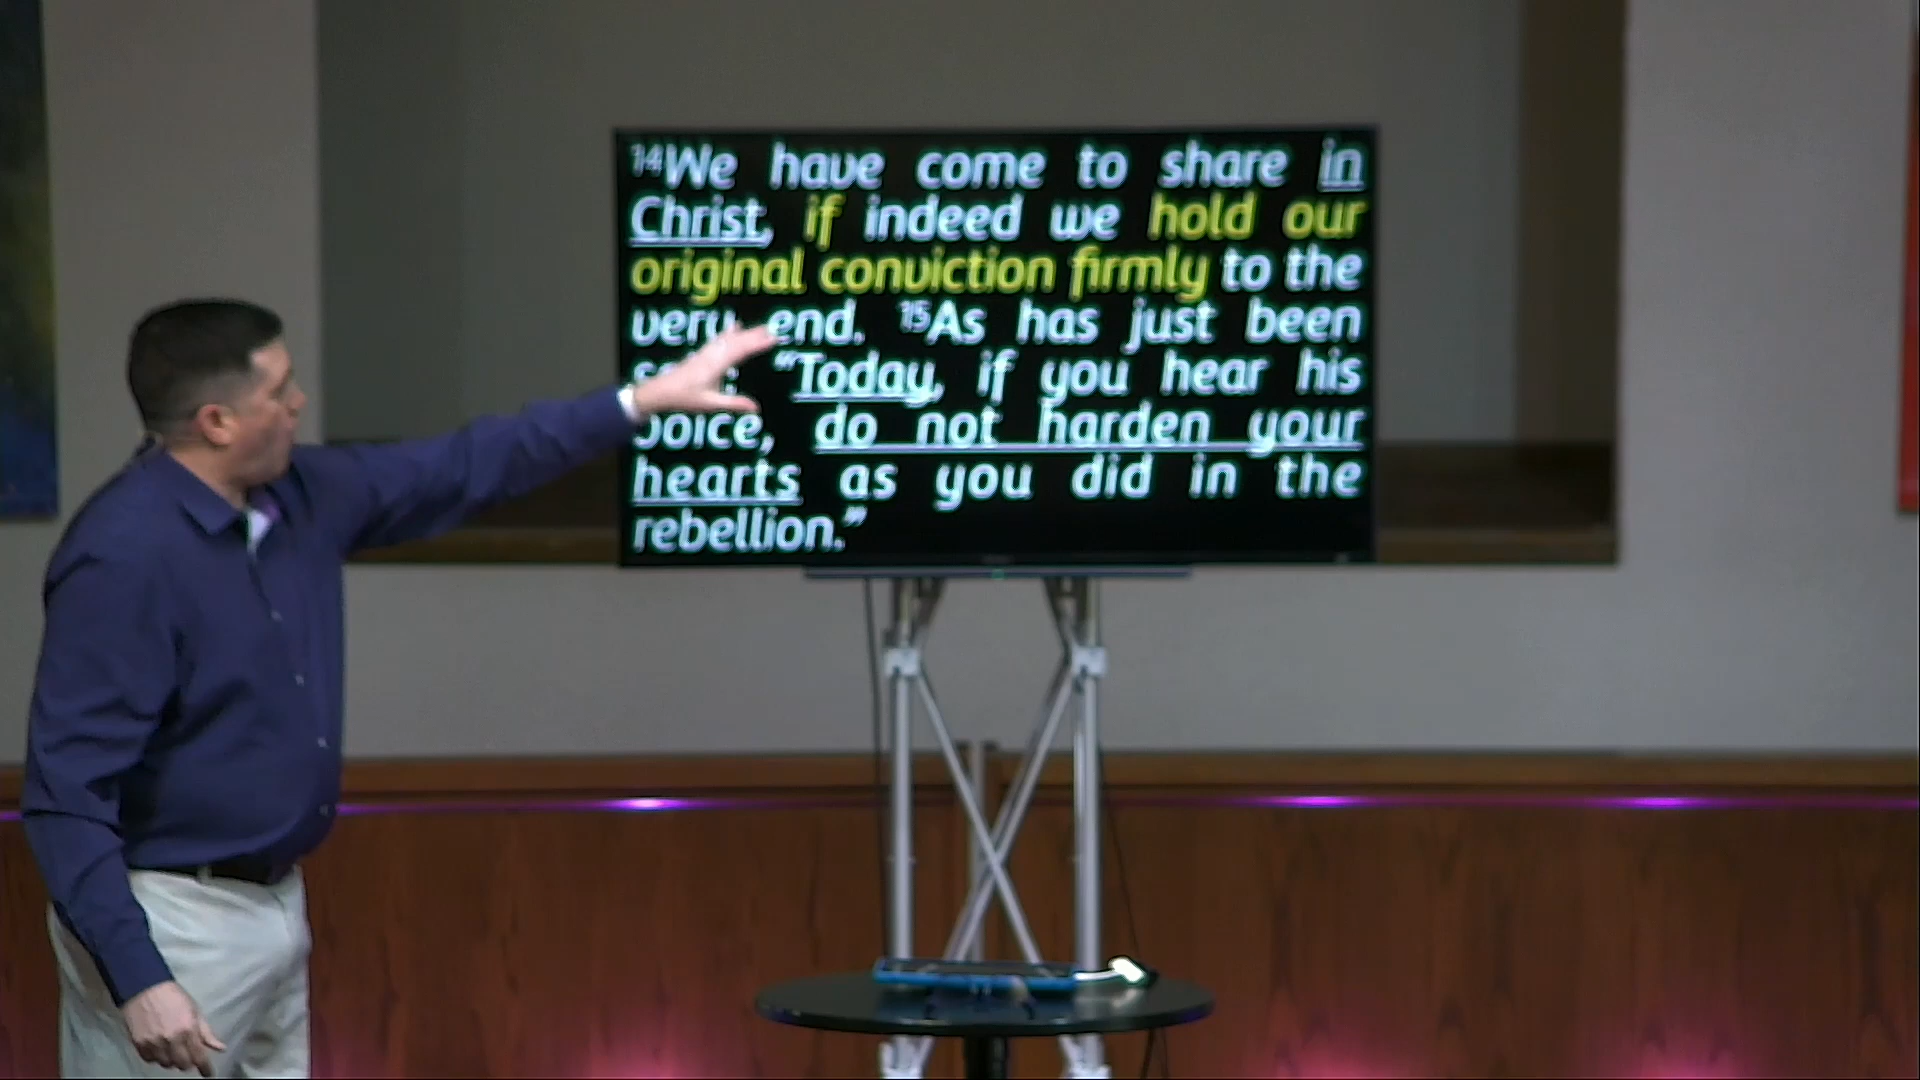 14We have come to share in
Christ, if indeed we hold our
original conviction firmly to the
very end. 15As has just been
"Today, if you hear his
voice, do not harden your
hearts as you did in the
rebellion."